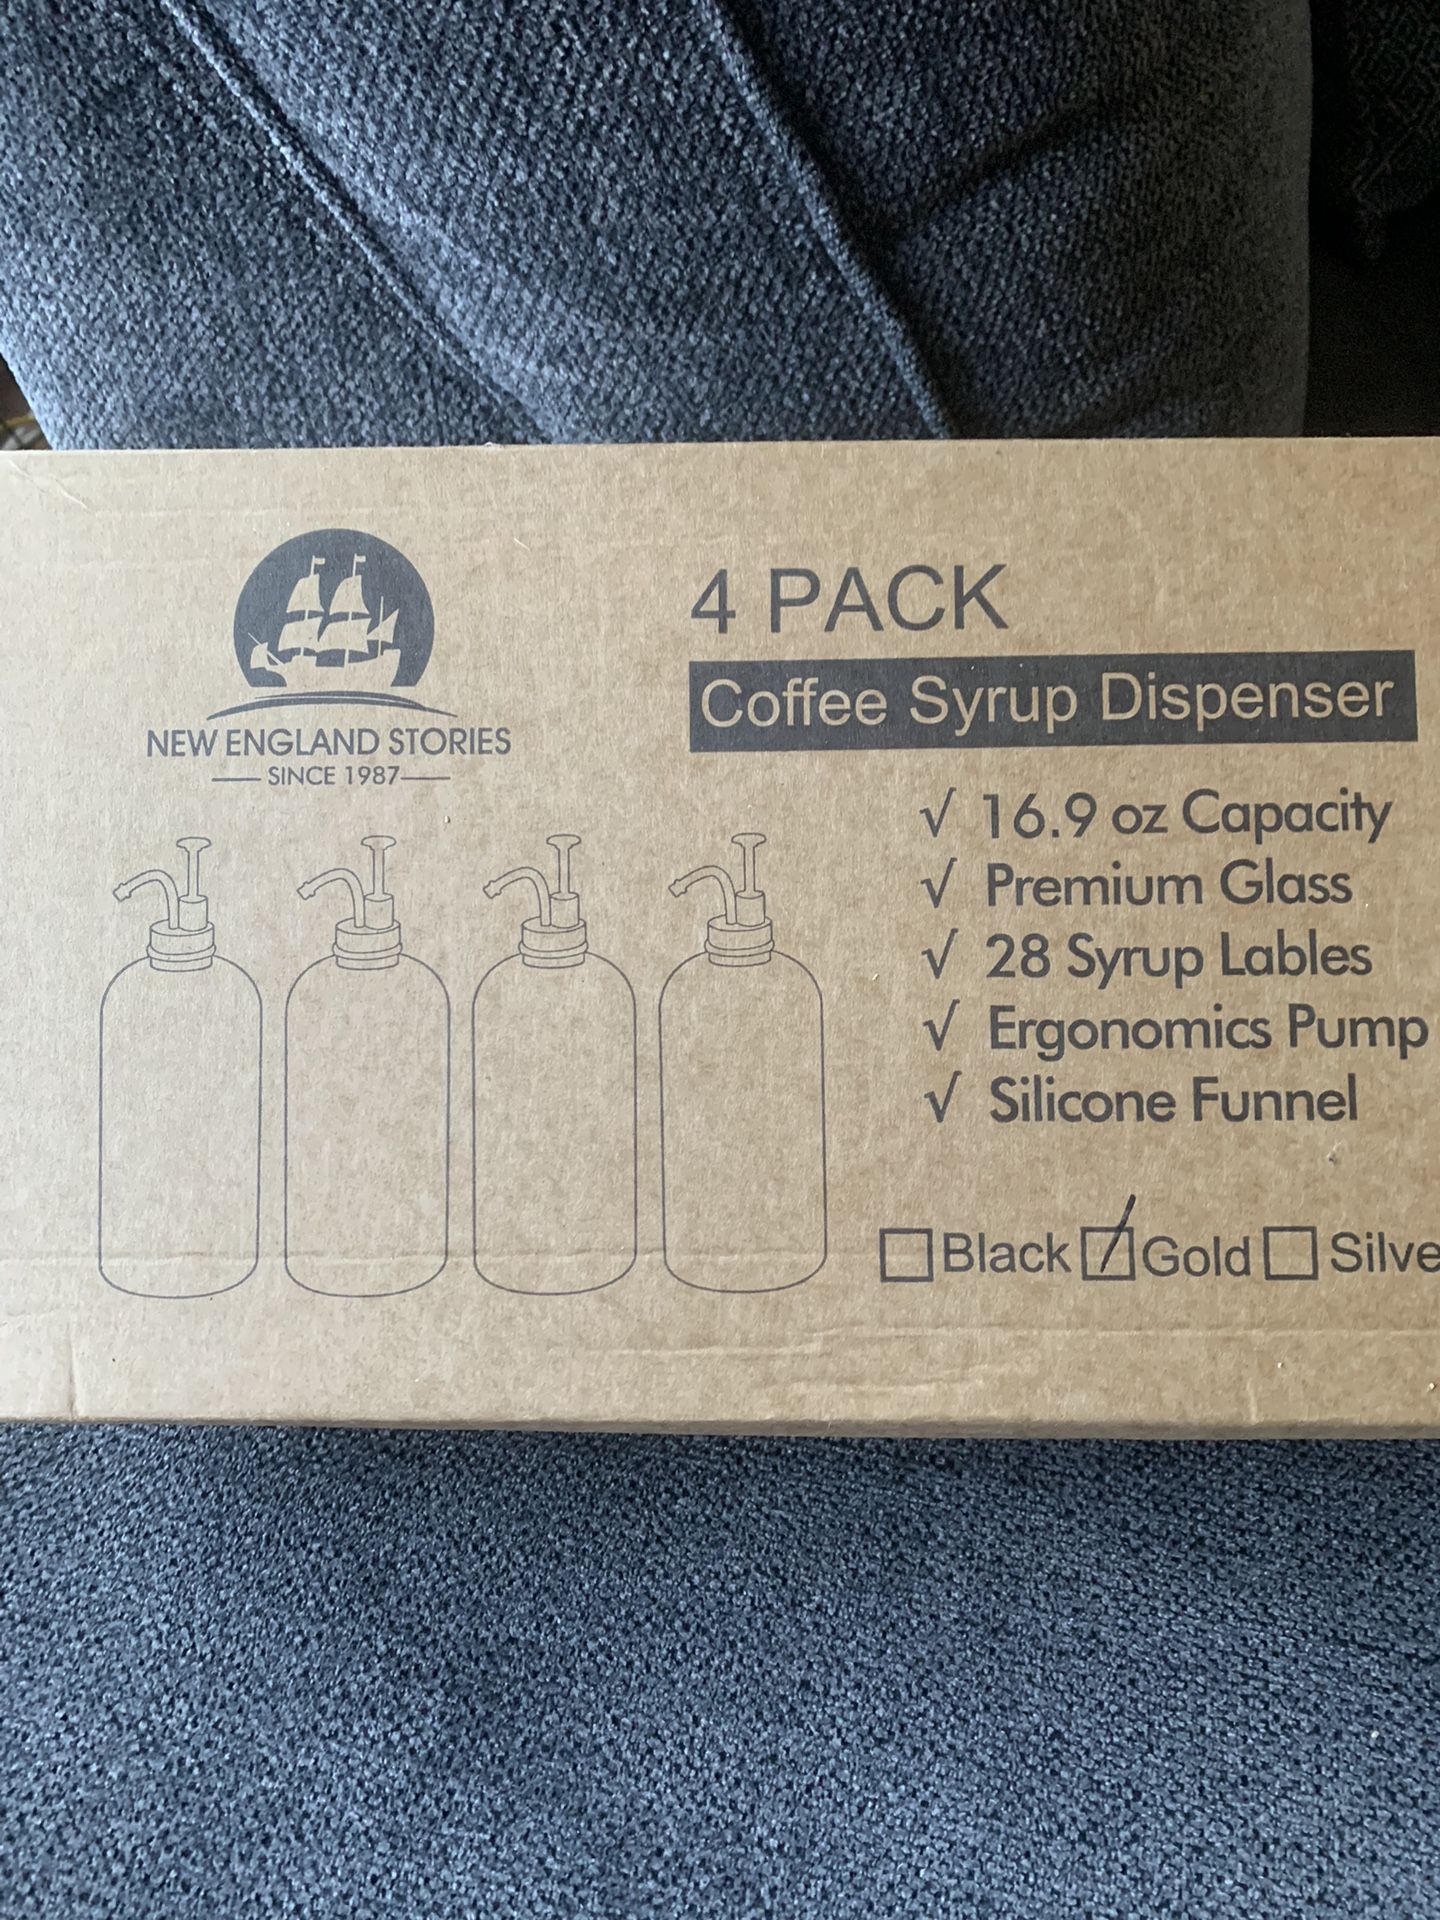 NEW ENGLAND STORIES
SINCE 1987
4 PACK
Coffee Syrup Dispenser
√ 16.9 oz Capacity
√ Premium Glass
√ 28 Syrup Lables
√ Ergonomics Pump
√ Silicone Funnel
Black Gold Silve